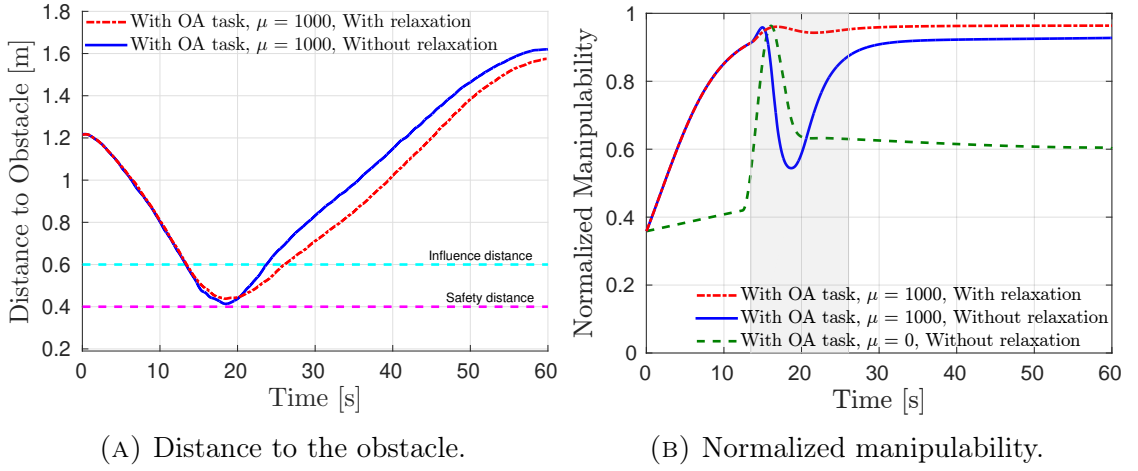 With OA task, μ = 1000, With relaxation
With OA task, μ = 1000, Without relaxation
Distance to Obstacle [m]
1.8
1.6
1.4
1.2
1
0.8
0.6
0.4
0.2
Influence distance
Safety distance
0 10 20 30 40 50 60
Time [s]
(A) Distance to the obstacle.
Normalized Manipulability
1
0.8
0.6
0.4
0.2
0
With OA task, μ = 1000, With relaxation
With OA task, μ = 1000, Without relaxation
With OA task, μ = 0, Without relaxation
0 10 20 30 40 50 60
Time [s]
(B) Normalized manipulability.